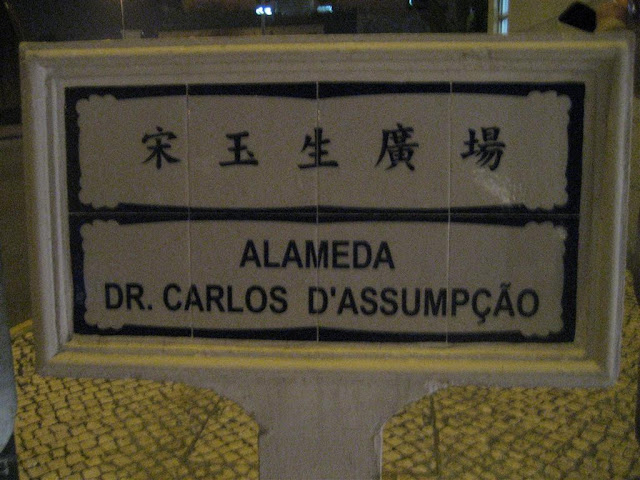 宋玉生廣場
ALAMEDA
DR. CARLOS D'ASSUMPÇÃO